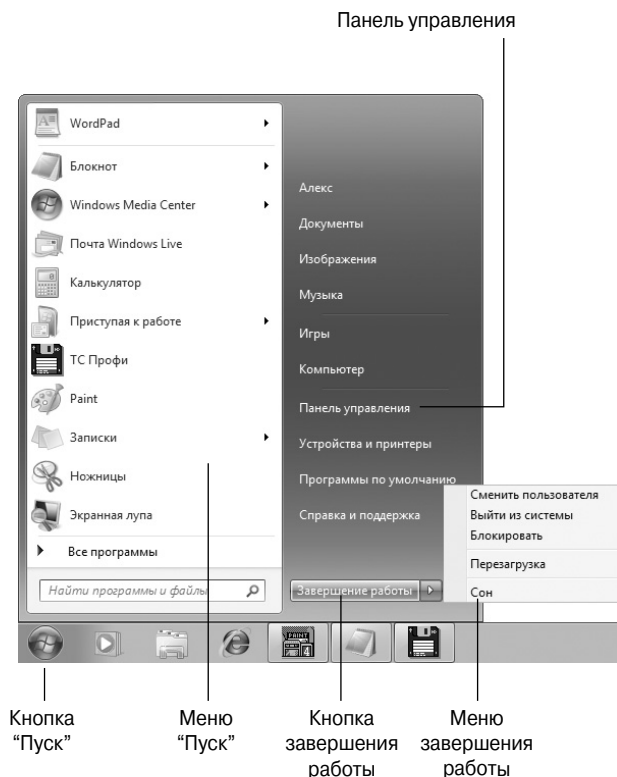 Панель управления
WordPad
Блокнот
Windows Media Center
Почта Windows Live
Калькулятор
Приступая к работе
TC Профи
Paint
Записки
Ножницы
Экранная лупа
Все программы
Найти программы и файлы
Алекс
Документы
Изображения
Музыка
Игры
Компьютер
Панель управления
Устройства и принтеры
Программы по умолчанию
Справка и поддержка
Завершение работы
Сменить пользователя
Выйти из системы
Блокировать
Перезагрузка
Сон
PAINT
4
Кнопка
“Пуск”
Меню
“Пуск”
Кнопка
завершения
работы
Меню
завершения
работы